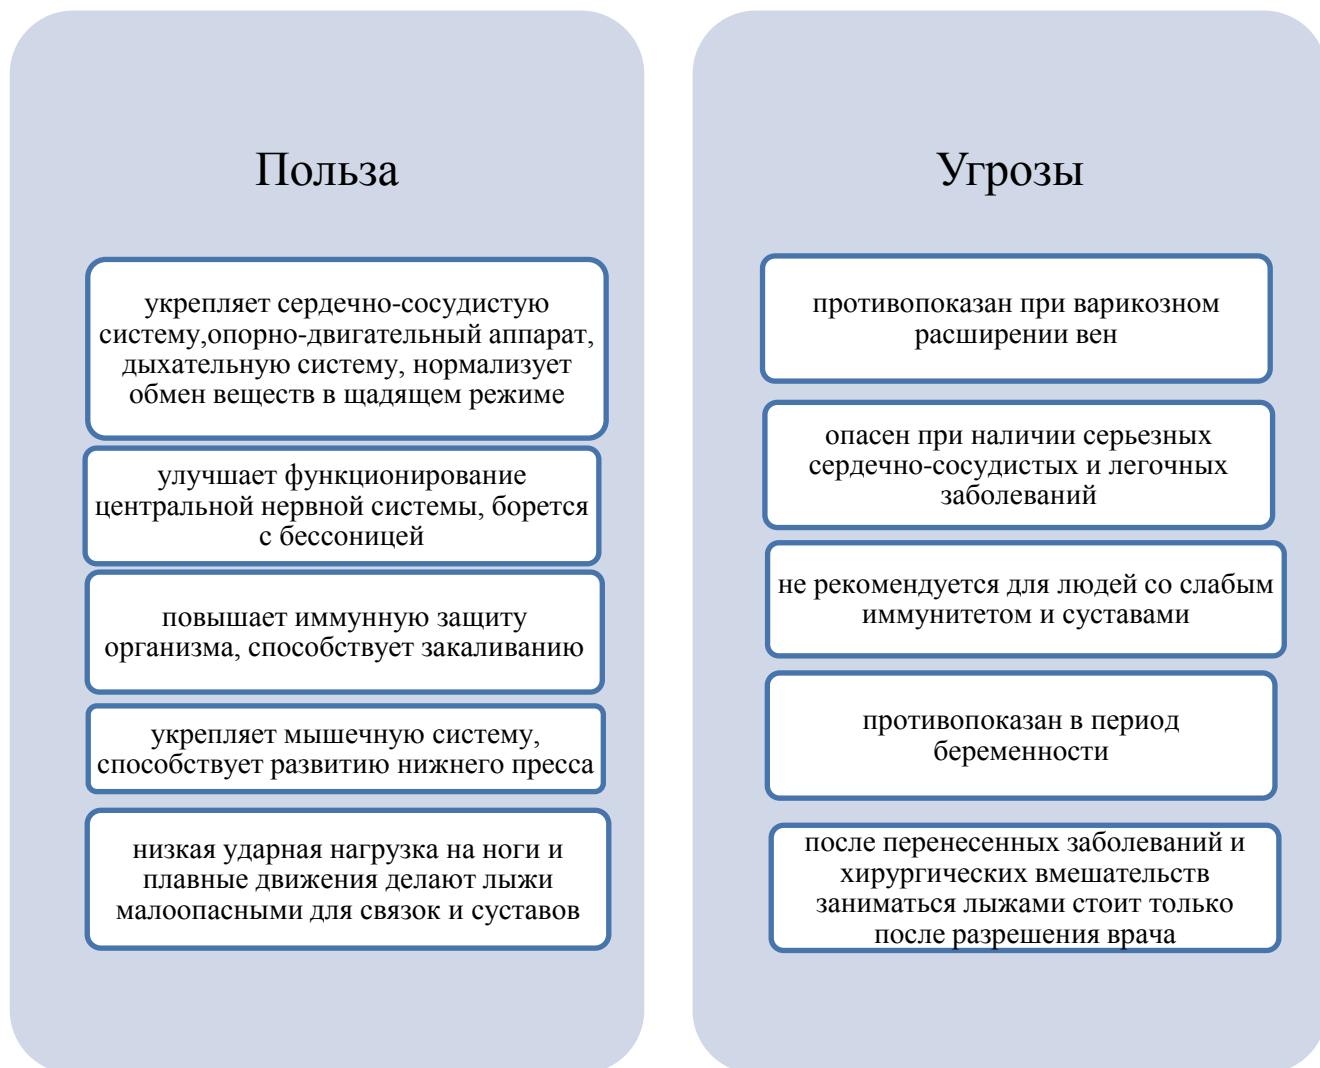 Польза
укрепляет сердечно-сосудистую
систему,опорно-двигательный аппарат,
дыхательную систему, нормализует
обмен веществ в щадящем режиме
улучшает функционирование
центральной нервной системы, борется
с бессоницей
повышает иммунную защиту
организма, способствует закаливанию
укрепляет мышечную систему,
способствует развитию нижнего пресса
низкая ударная нагрузка на ноги и
плавные движения делают лыжи
малоопасными для связок и суставов
Угрозы
противопоказан при варикозном
расширении вен
опасен при наличии серьезных
сердечно-сосудистых и легочных
заболеваний
не рекомендуется для людей со слабым
иммунитетом и суставами
противопоказан в период
беременности
после перенесенных заболеваний и
хирургических вмешательств
заниматься лыжами стоит только
после разрешения врача